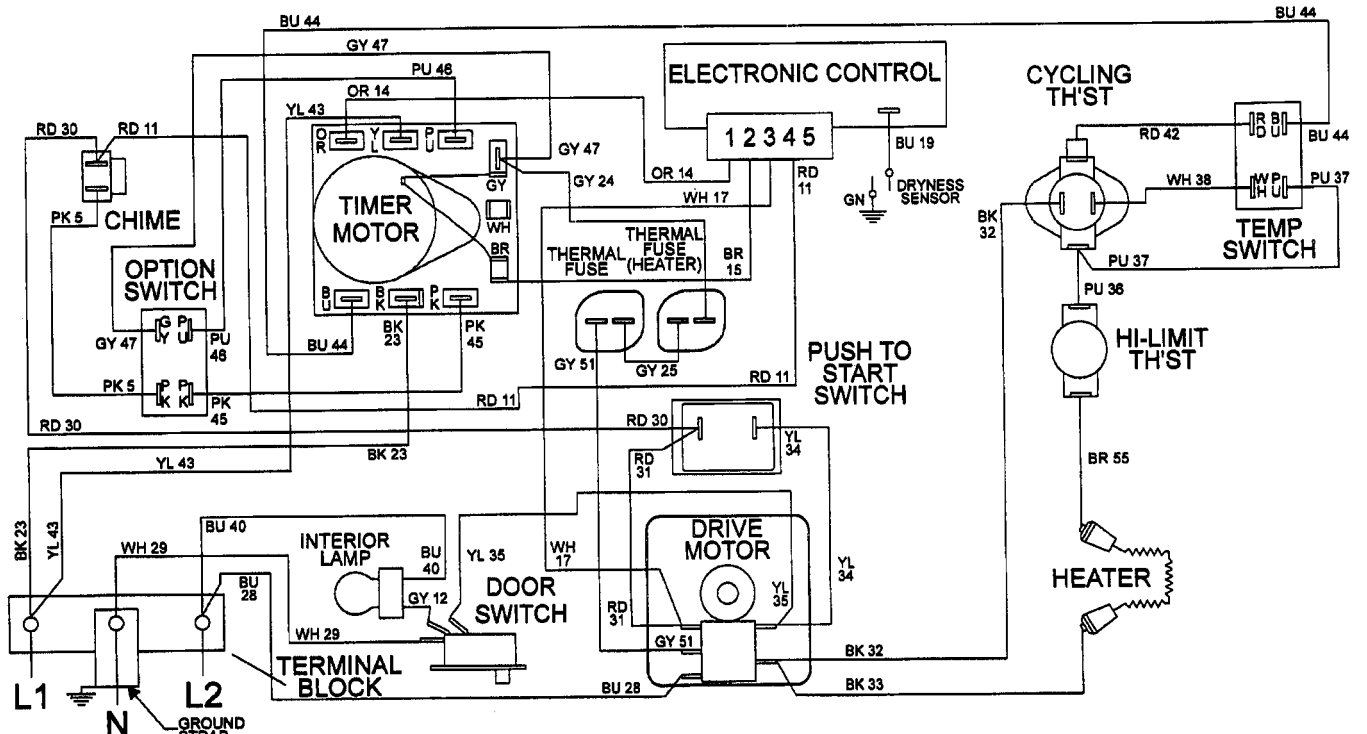 BU 44
BU 44
GY 47
PU 46
OR 14
YL 43
RD 30
RD 11
CHIME
PK 5
OR
YL
PU
GY
WH
BR
BU
BK
PK
TIMER
MOTOR
GY 47
GY 24
ELECTRONIC CONTROL
1 2 3 4 5
OR 14
WH 17
RD
11
BU 19
GN
DRYNESS
SENSOR
CYCLING
TH'ST
RD 42
RD
BU
BU 44
WH
PU
PU 37
WH 38
BK
32
TEMP
SWITCH
PU 37
PU 36
HI-LIMIT
TH'ST
THERMAL
FUSE
THERMAL
FUSE
(HEATER)
BR
15
OPTION
SWITCH
GY
PU
GY 47
PU
46
PK 5
PK
PK
PK
45
BU 44
BK
23
PK
45
GY 51
GY 25
PUSH TO
START
SWITCH
RD 11
RD 11
RD 30
RD 30
BK 23
YL 43
RD
31
YL
34
BR 55
BK 23
YL 43
WH 29
BU 40
BU
28
INTERIOR
LAMP
BU
40
GY 12
YL 35
DOOR
SWITCH
WH
17
DRIVE
MOTOR
YL
35
YL
34
RD
31
GY 51
HEATER
WH 29
BK 32
BK 33
BU 28
TERMINAL
BLOCK
L1
N
L2
GROUND
STRAP